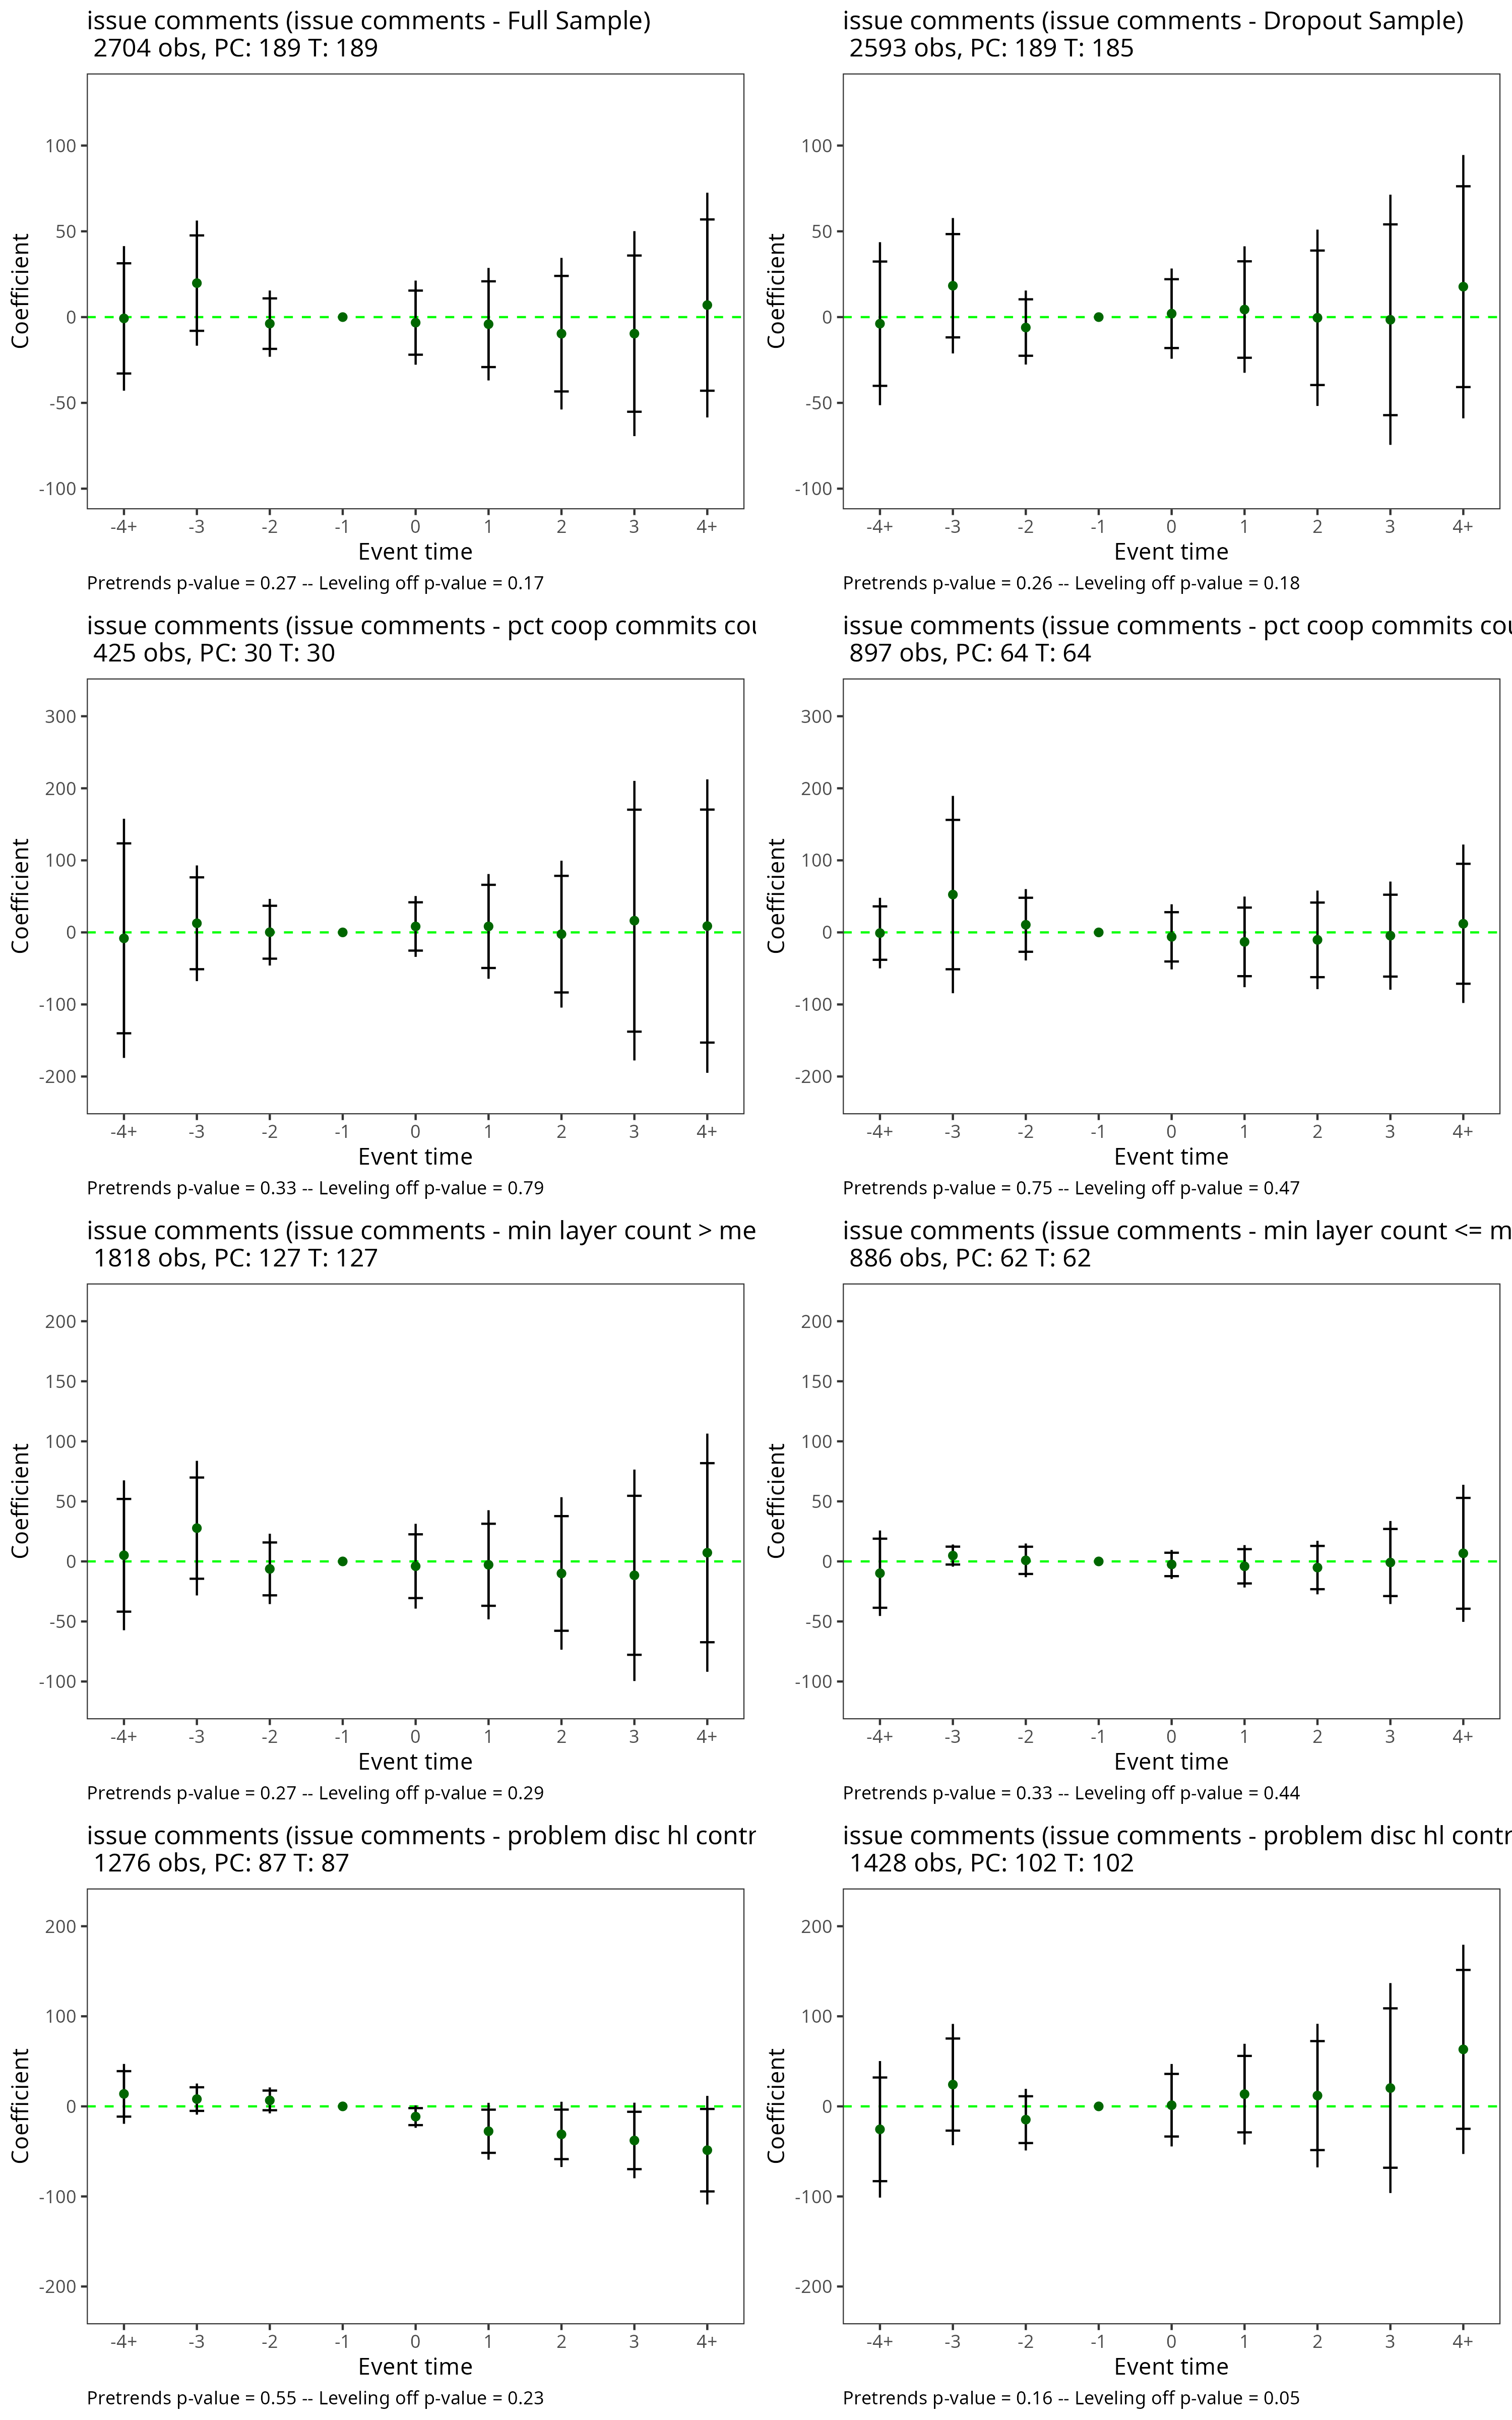 issue comments (issue comments - Full Sample)
2704 obs, PC: 189 T: 189
100
50
0
-50
-100
Coefficient
-4+ -3 -2 -1 0 1 2 3 4+
Event time
Pretrends p-value = 0.27 -- Leveling off p-value = 0.17
issue comments (issue comments - Dropout Sample)
2593 obs, PC: 189 T: 185
100
50
0
-50
-100
Coefficient
-4+ -3 -2 -1 0 1 2 3 4+
Event time
Pretrends p-value = 0.26 -- Leveling off p-value = 0.18
issue comments (issue comments - pct coop commits cou
425 obs, PC: 30 T: 30
300
200
100
0
-100
-200
Coefficient
-4+ -3 -2 -1 0 1 2 3 4+
Event time
Pretrends p-value = 0.33 -- Leveling off p-value = 0.79
issue comments (issue comments - pct coop commits cou
897 obs, PC: 64 T: 64
300
200
100
0
-100
-200
Coefficient
-4+ -3 -2 -1 0 1 2 3 4+
Event time
Pretrends p-value = 0.75 -- Leveling off p-value = 0.47
issue comments (issue comments - min layer count > me
1818 obs, PC: 127 T: 127
200
150
100
50
0
-50
-100
Coefficient
-4+ -3 -2 -1 0 1 2 3 4+
Event time
Pretrends p-value = 0.27 -- Leveling off p-value = 0.29
issue comments (issue comments - min layer count <= m
886 obs, PC: 62 T: 62
200
150
100
50
0
-50
-100
Coefficient
-4+ -3 -2 -1 0 1 2 3 4+
Event time
Pretrends p-value = 0.33 -- Leveling off p-value = 0.44
issue comments (issue comments - problem disc hl contr
1276 obs, PC: 87 T: 87
200
100
0
-100
-200
Coefficient
-4+ -3 -2 -1 0 1 2 3 4+
Event time
Pretrends p-value = 0.55 -- Leveling off p-value = 0.23
issue comments (issue comments - problem disc hl contr
1428 obs, PC: 102 T: 102
200
100
0
-100
-200
Coefficient
-4+ -3 -2 -1 0 1 2 3 4+
Event time
Pretrends p-value = 0.16 -- Leveling off p-value = 0.05